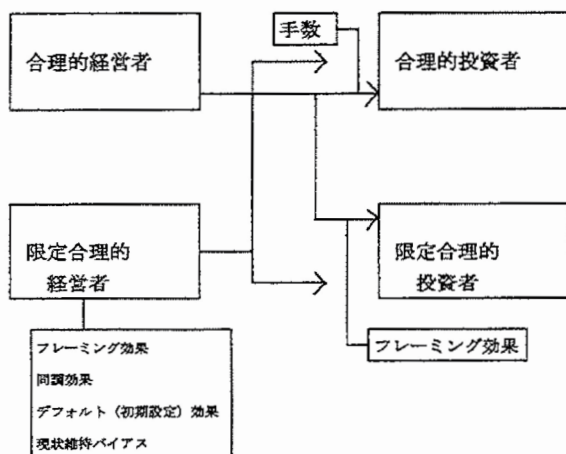 手数
合理的経営者
合理的投資者
限定合理的
経営者
限定合理的
投資者
フレーミング効果
フレーミング効果
同調効果
デフォルト（初期設定）効果
現状維持バイアス